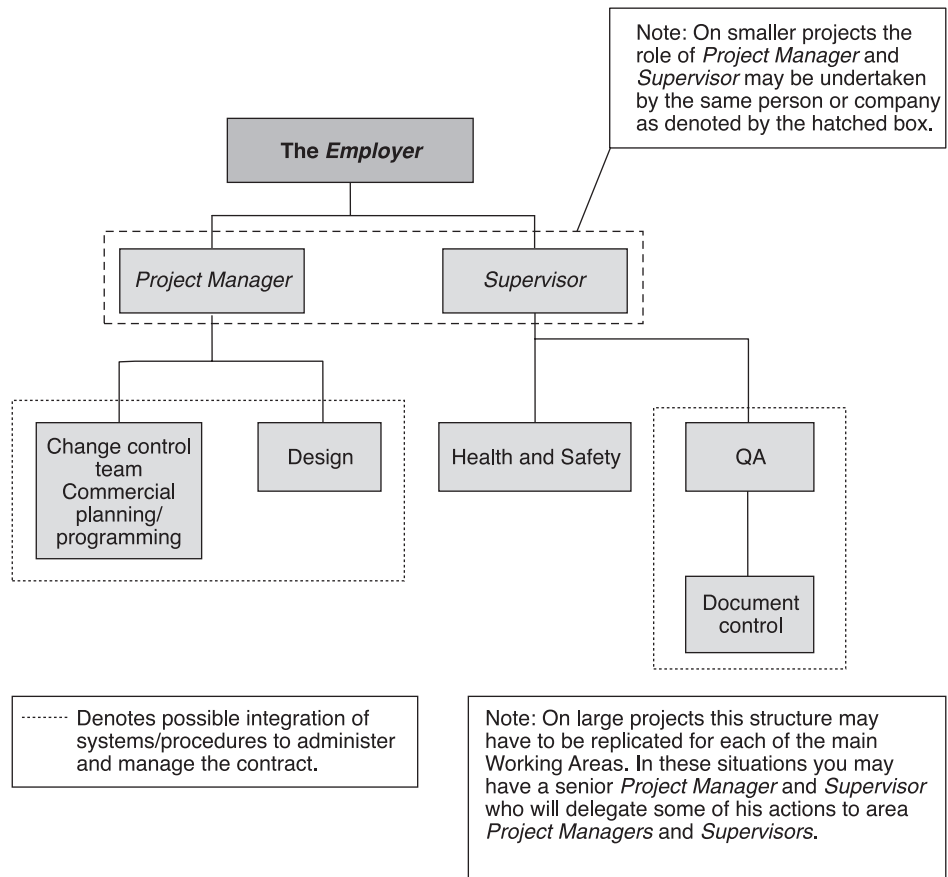 Note: On smaller projects the
role of Project Manager and
Supervisor may be undertaken
by the same person or company
as denoted by the hatched box.
The Employer
Project Manager
Supervisor
Change control
team
Commercial
planning/
programming
Design
Health and Safety
QA
Document
control
Denotes possible integration of
systems/procedures to administer
and manage the contract.
Note: On large projects this structure may
have to be replicated for each of the main
Working Areas. In these situations you may
have a senior Project Manager and Supervisor
who will delegate some of his actions to area
Project Managers and Supervisors.